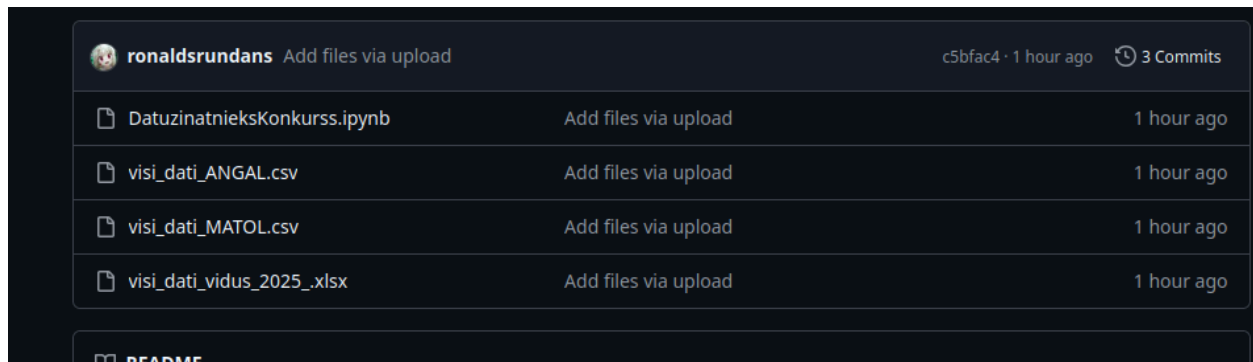 ronaldsrundans Add files via upload c5bfac4 · 1 hour ago 3 Commits
DatuzinatnieksKonkurss.ipynb Add files via upload 1 hour ago
visi_dati_ANGAL.csv Add files via upload 1 hour ago
visi_dati_MATOL.csv Add files via upload 1 hour ago
visi_dati_vidus_2025_.xlsx Add files via upload 1 hour ago
README